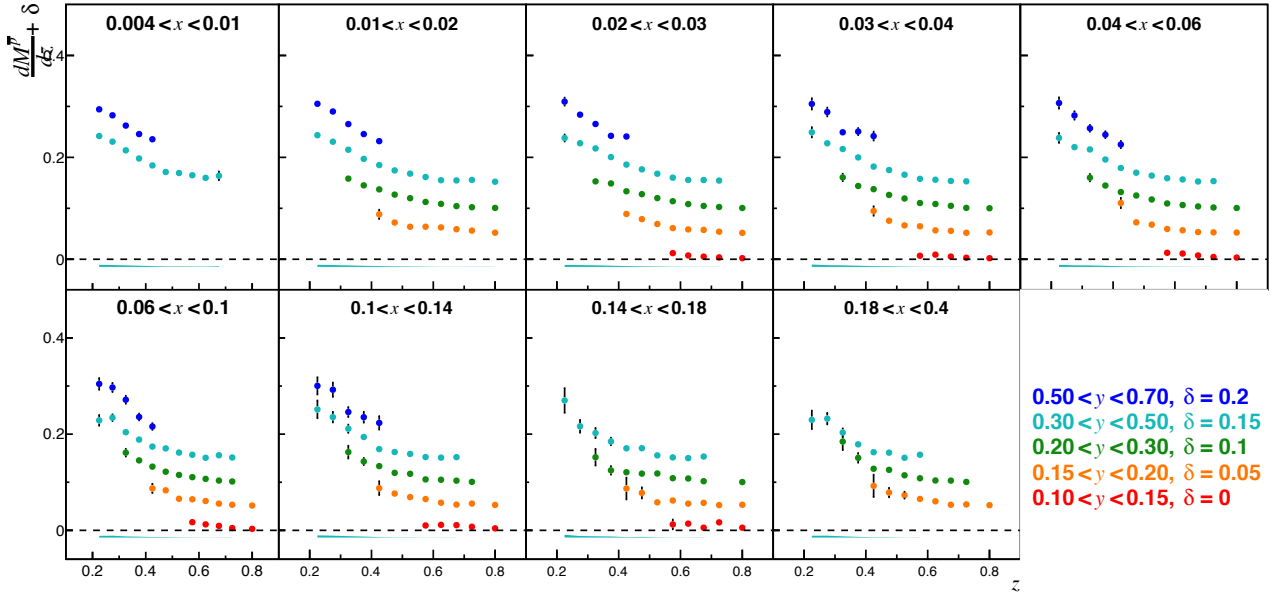 dM^p̄/dz + δ
0.004 < x < 0.01
0.01 < x < 0.02
0.02 < x < 0.03
0.03 < x < 0.04
0.04 < x < 0.06
0.4
0.2
0
0.06 < x < 0.1
0.1 < x < 0.14
0.14 < x < 0.18
0.18 < x < 0.4
0.4
0.2
0
0.50 < y < 0.70, δ = 0.2
0.30 < y < 0.50, δ = 0.15
0.20 < y < 0.30, δ = 0.1
0.15 < y < 0.20, δ = 0.05
0.10 < y < 0.15, δ = 0
0.2 0.4 0.6 0.8 0.2 0.4 0.6 0.8 0.2 0.4 0.6 0.8 0.2 0.4 0.6 0.8
z